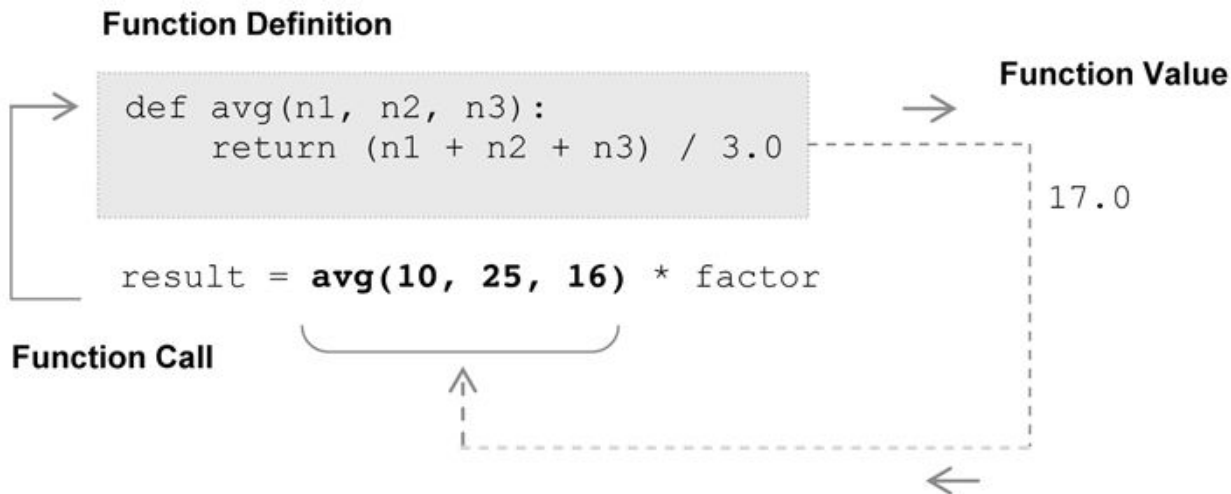 Function Definition
Function Value
def avg(n1, n2, n3):
    return (n1 + n2 + n3) / 3.0
17.0
result = avg(10, 25, 16) * factor
Function Call